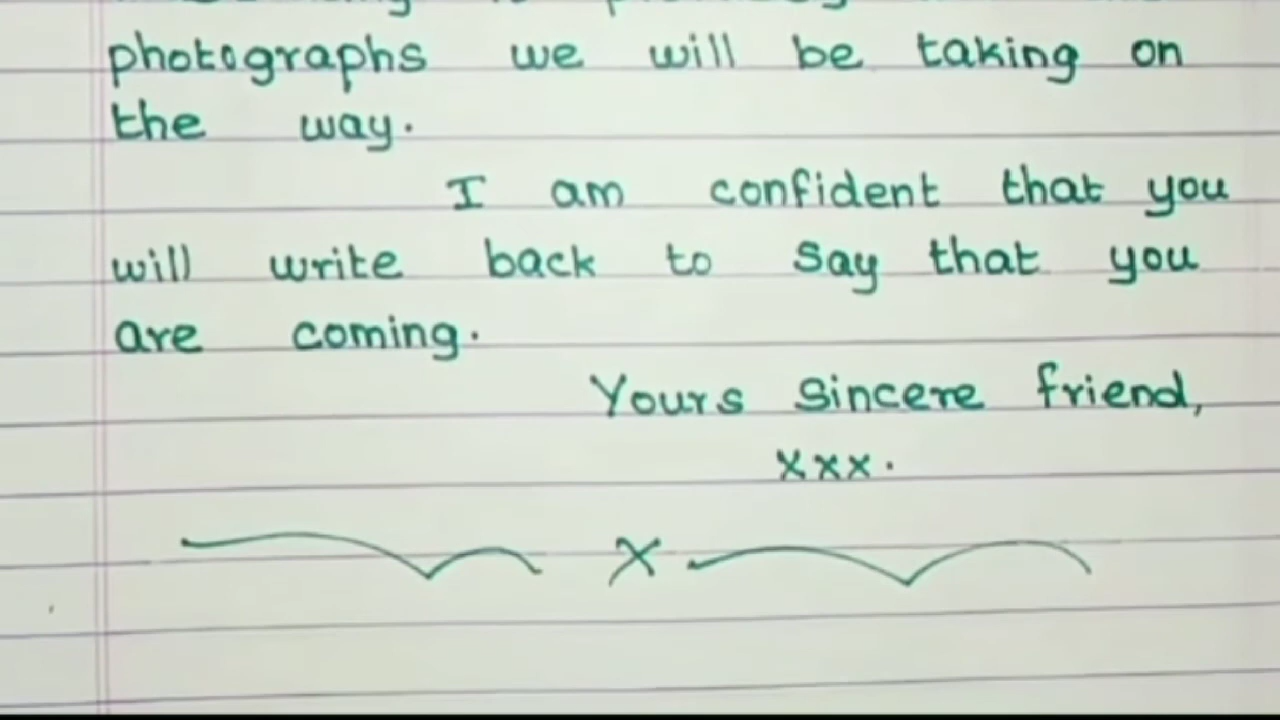 photographs we will be taking on
the way.
I am confident that you
will write back to say that you
are coming.
Yours sincere friend,
xxx.
X